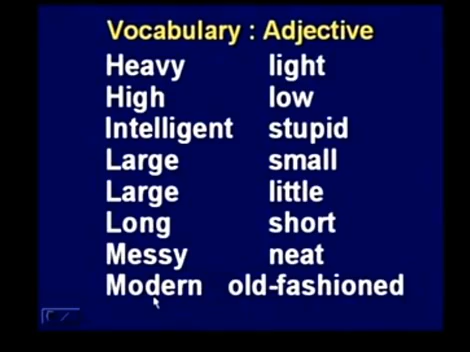 Vocabulary : Adjective
Heavy light
High low
Intelligent stupid
Large small
Large little
Long short
Messy neat
Modern old-fashioned